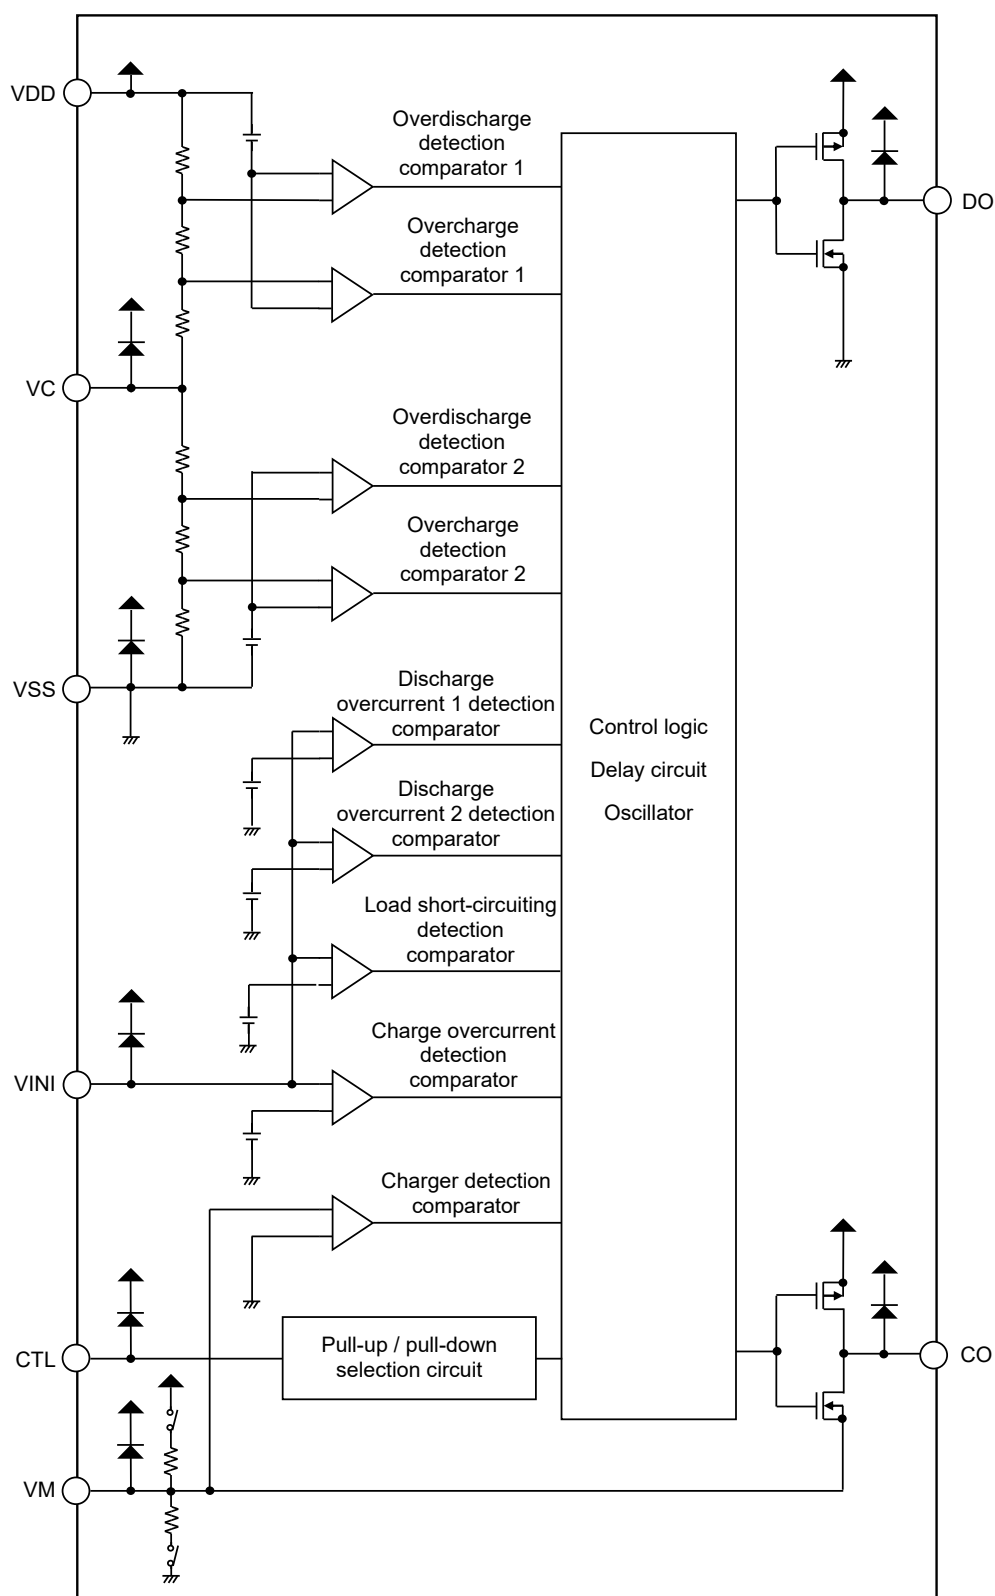 VDD
Overdischarge
detection
comparator 1
DO
Overcharge
detection
comparator 1
VC
Overdischarge
detection
comparator 2
Overcharge
detection
comparator 2
VSS
Discharge
overcurrent 1 detection
comparator
Control logic
Delay circuit
Oscillator
Discharge
overcurrent 2 detection
comparator
Load short-circuiting
detection
comparator
VINI
Charge overcurrent
detection
comparator
Charger detection
comparator
CTL
Pull-up / pull-down
selection circuit
CO
VM